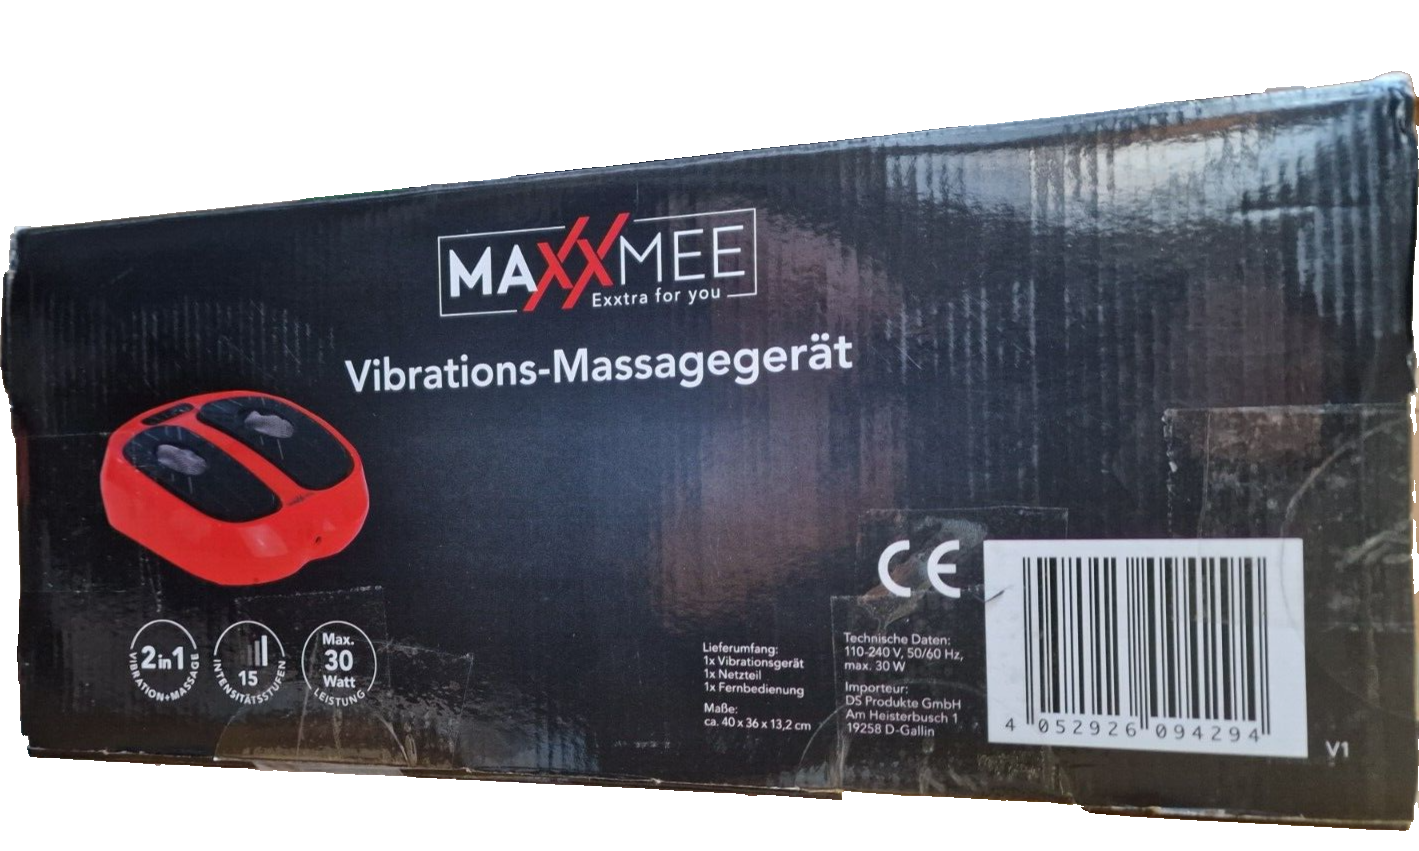 MAXXMEE
Exxtra for you
Vibrations-Massagegerät
2in1
VIBRATION+MASSAGE
15
INTENSITÄTSSTUFEN
Max.
30
Watt
LEISTUNG
Lieferumfang:
1x Vibrationsgerät
1x Netzteil
1x Fernbedienung
Maße:
ca. 40 x 36 x 13,2 cm
Technische Daten:
110-240 V, 50/60 Hz,
max. 30 W
Importeur:
DS Produkte GmbH
Am Heisterbusch 1
19258 D-Gallin
CE
4 052926 094294
V1